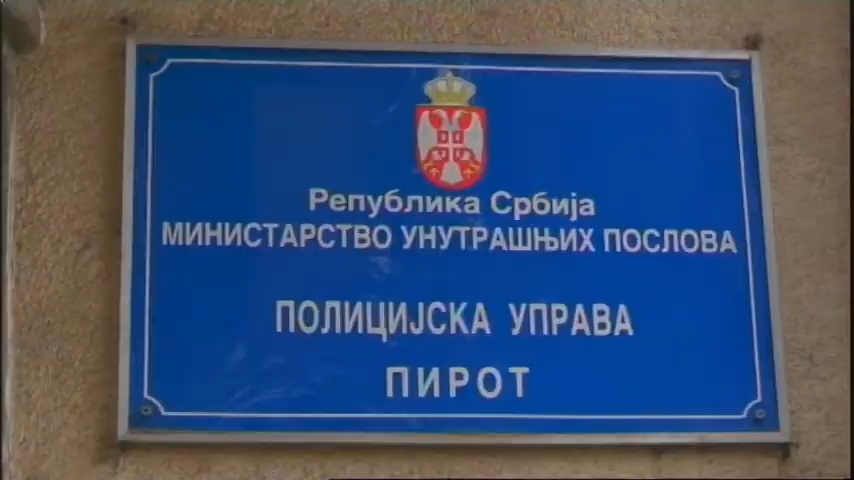 Република Србија
МИНИСТАРСТВО УНУТРАШЊИХ ПОСЛОВА
ПОЛИЦИЈСКА УПРАВА
ПИРОТ